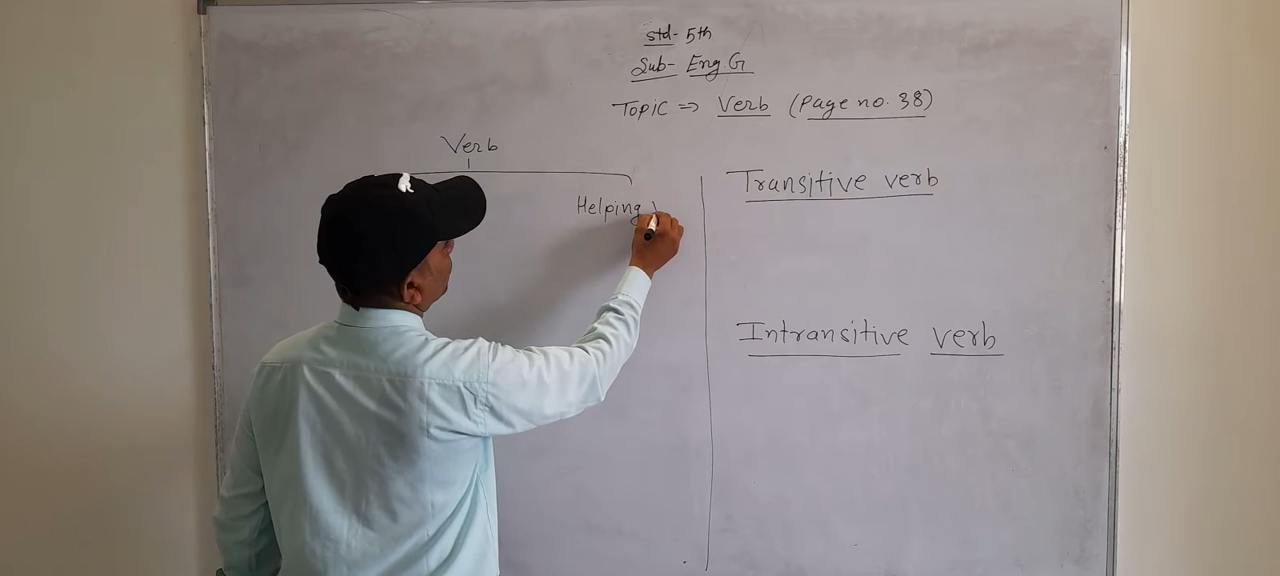 std- 5th
Sub- Eng G
Topic => Verb (Page no. 38)
Verb
Helping
Transitive verb
Intransitive verb